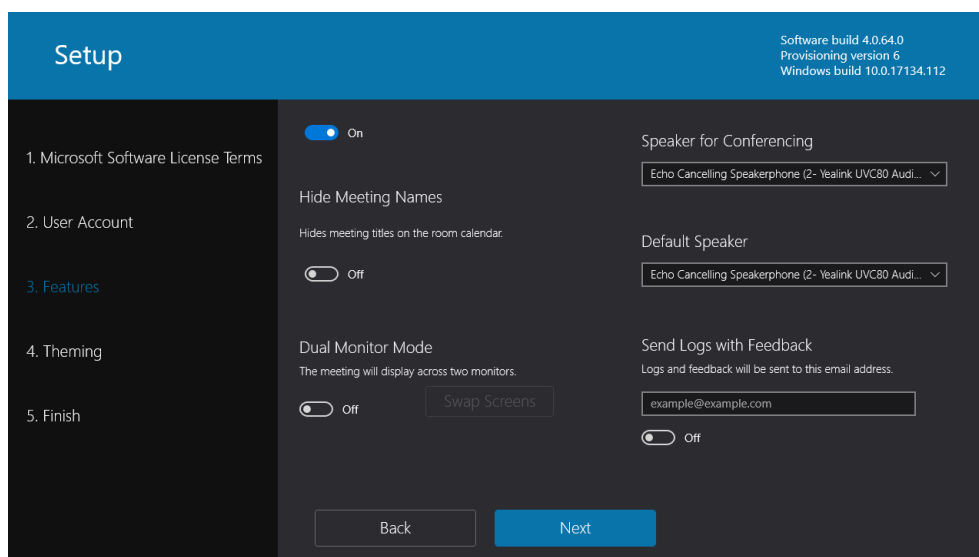 Setup
Software build 4.0.64.0
Provisioning version 6
Windows build 10.0.17134.112
1. Microsoft Software License Terms
2. User Account
3. Features
4. Theming
5. Finish
On
Hide Meeting Names
Hides meeting titles on the room calendar.
Off
Dual Monitor Mode
The meeting will display across two monitors.
Off
Swap Screens
Speaker for Conferencing
Echo Cancelling Speakerphone (2- Yealink UVC80 Audi...
Default Speaker
Echo Cancelling Speakerphone (2- Yealink UVC80 Audi...
Send Logs with Feedback
Logs and feedback will be sent to this email address.
example@example.com
Off
Back
Next